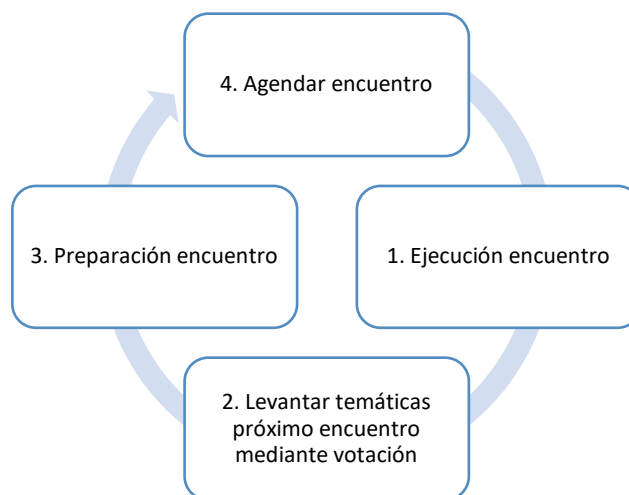 4. Agendar encuentro
3. Preparación encuentro
1. Ejecución encuentro
2. Levantar temáticas
próximo encuentro
mediante votación